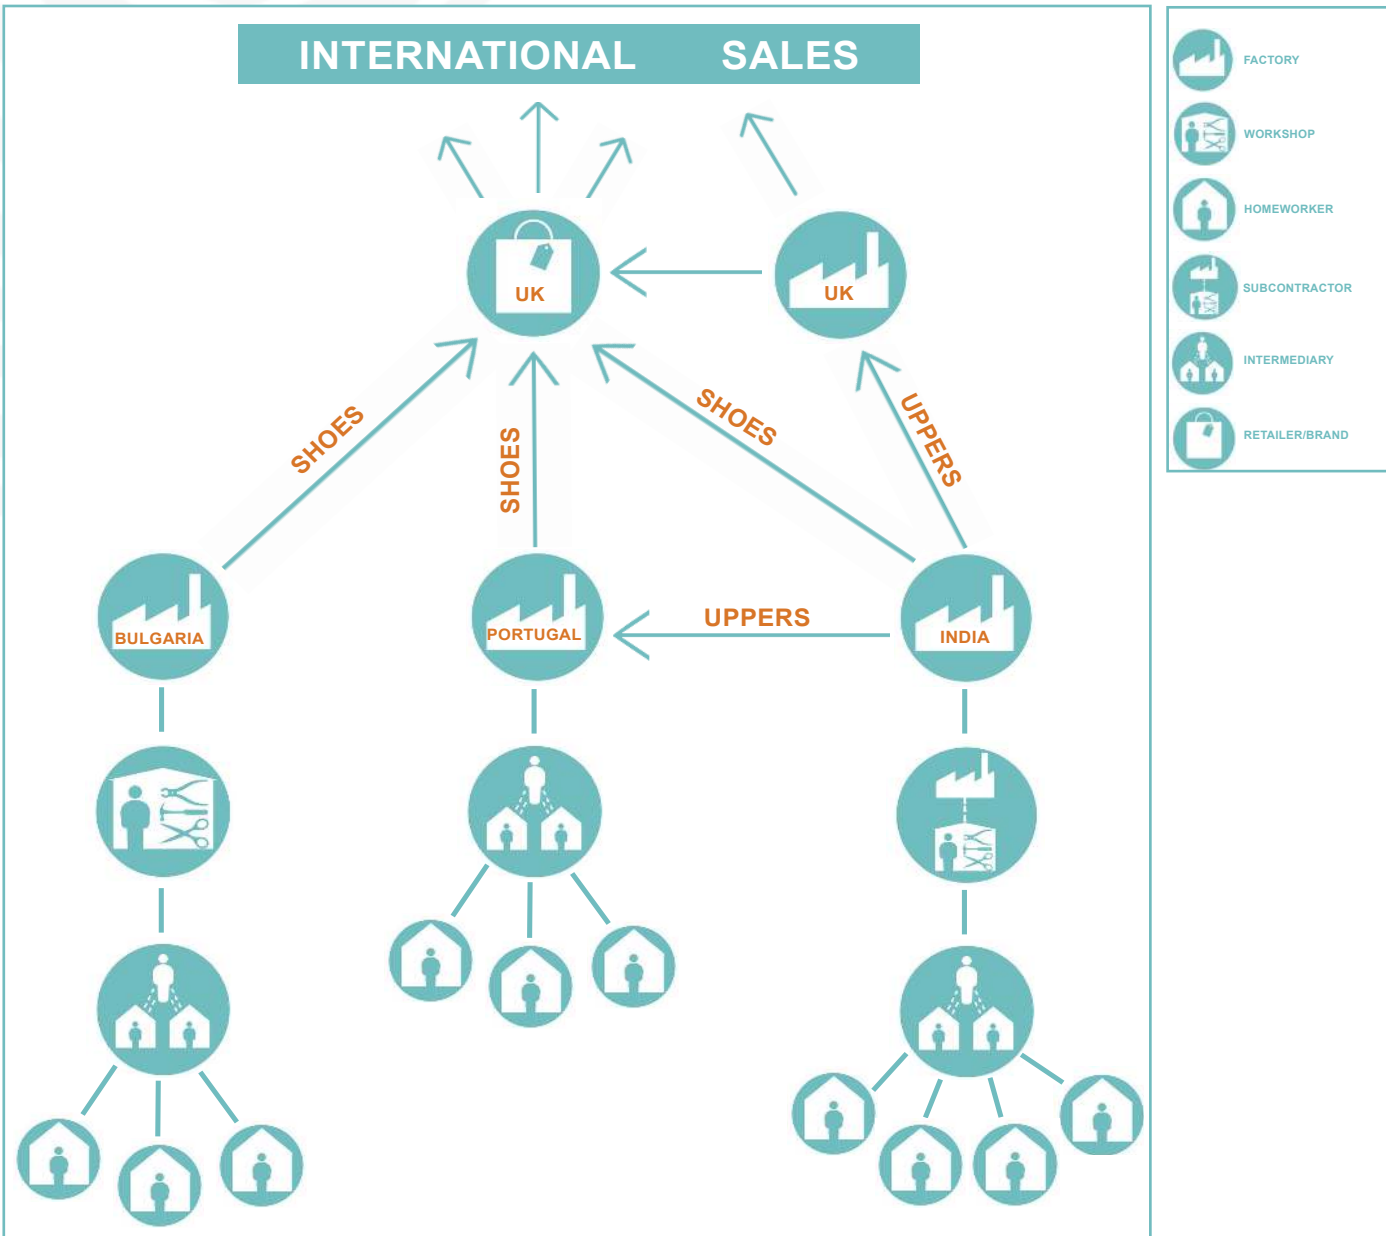 INTERNATIONAL SALES
FACTORY
WORKSHOP
HOMEWORKER
SUBCONTRACTOR
INTERMEDIARY
RETAILER/BRAND
UK
UK
SHOES
SHOES
SHOES
UPPERS
BULGARIA
PORTUGAL
UPPERS
INDIA